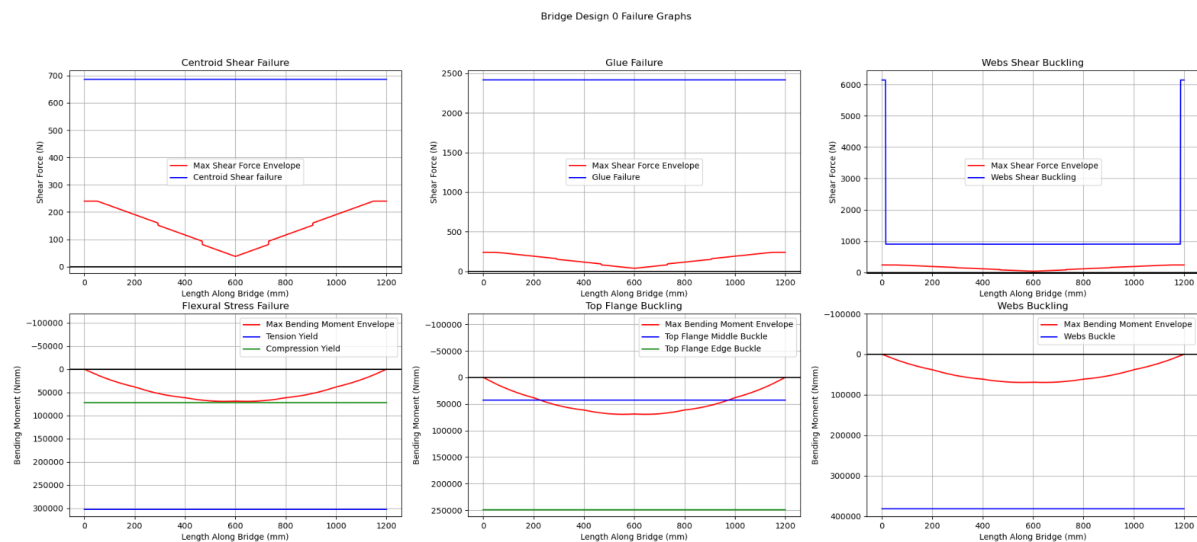 Bridge Design 0 Failure Graphs
Centroid Shear Failure
700
600
500
400
300
200
100
0
Shear Force (N)
Max Shear Force Envelope
Centroid Shear failure
0
200
400
600
800
1000
1200
Length Along Bridge (mm)
Glue Failure
2500
2000
1500
1000
500
0
Shear Force (N)
Max Shear Force Envelope
Glue Failure
0
200
400
600
800
1000
1200
Length Along Bridge (mm)
Webs Shear Buckling
6000
5000
4000
3000
2000
1000
0
Shear Force (N)
Max Shear Force Envelope
Webs Shear Buckling
0
200
400
600
800
1000
1200
Length Along Bridge (mm)
Flexural Stress Failure
−100000
−50000
0
50000
100000
150000
200000
250000
300000
Bending Moment (Nmm)
Max Bending Moment Envelope
Tension Yield
Compression Yield
0
200
400
600
800
1000
1200
Length Along Bridge (mm)
Top Flange Buckling
−100000
−50000
0
50000
100000
150000
200000
250000
Bending Moment (Nmm)
Max Bending Moment Envelope
Top Flange Middle Buckle
Top Flange Edge Buckle
0
200
400
600
800
1000
1200
Length Along Bridge (mm)
Webs Buckling
−100000
0
100000
200000
300000
400000
Bending Moment (Nmm)
Max Bending Moment Envelope
Webs Buckle
0
200
400
600
800
1000
1200
Length Along Bridge (mm)